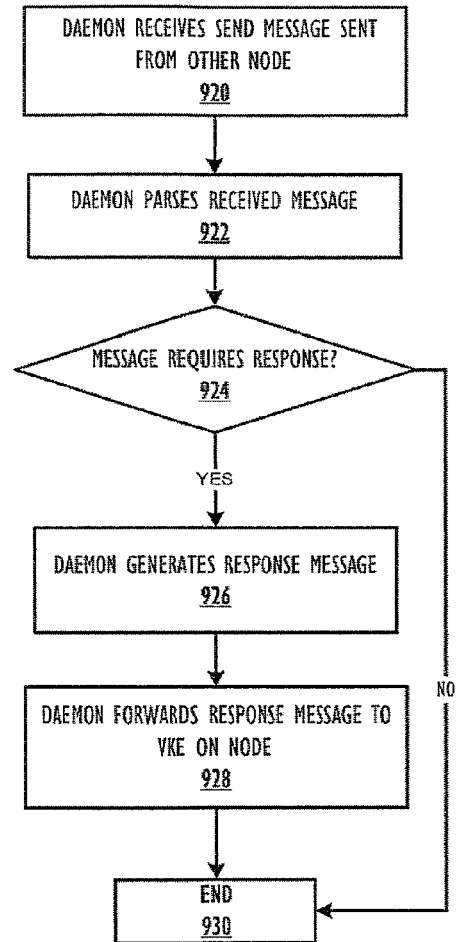 DAEMON RECEIVES SEND MESSAGE SENT
FROM OTHER NODE
920
DAEMON PARSES RECEIVED MESSAGE
922
MESSAGE REQUIRES RESPONSE?
924
YES
DAEMON GENERATES RESPONSE MESSAGE
926
NO
DAEMON FORWARDS RESPONSE MESSAGE TO
VKE ON NODE
928
END
930